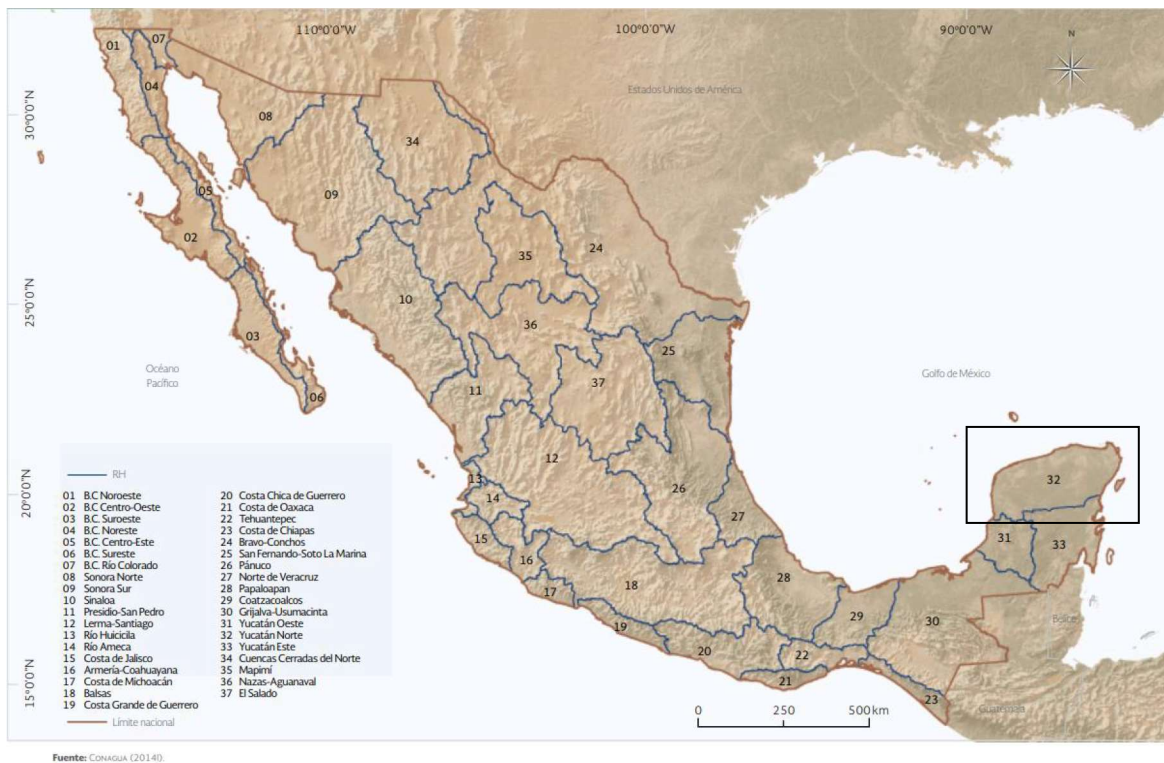 110°0'0"W 100°0'0"W 90°0'0"W
N
30°0'0"N
25°0'0"N
20°0'0"N
15°0'0"N
Estados Unidos de América
Océano
Pacífico
Golfo de México
Belice
Guatemala
01
07
04
08
34
09
05
02
35
24
10
36
03
25
37
06
11
12
32
13
14
26
27
31
33
15
16
18
28
17
29
30
19
20
22
21
23
RH
01 B.C Noroeste
02 B.C Centro-Oeste
03 B.C. Suroeste
04 B.C. Noreste
05 B.C. Centro-Este
06 B.C. Sureste
07 B.C. Río Colorado
08 Sonora Norte
09 Sonora Sur
10 Sinaloa
11 Presidio-San Pedro
12 Lerma-Santiago
13 Río Huicicila
14 Río Ameca
15 Costa de Jalisco
16 Armería-Coahuayana
17 Costa de Michoacán
18 Balsas
19 Costa Grande de Guerrero
Límite nacional
20 Costa Chica de Guerrero
21 Costa de Oaxaca
22 Tehuantepec
23 Costa de Chiapas
24 Bravo-Conchos
25 San Fernando-Soto La Marina
26 Pánuco
27 Norte de Veracruz
28 Papaloapan
29 Coatzacoalcos
30 Grijalva-Usumacinta
31 Yucatán Oeste
32 Yucatán Norte
33 Yucatán Este
34 Cuencas Cerradas del Norte
35 Mapimí
36 Nazas-Aguanaval
37 El Salado
0 250 500 km
Fuente: CONAGUA (2014l).